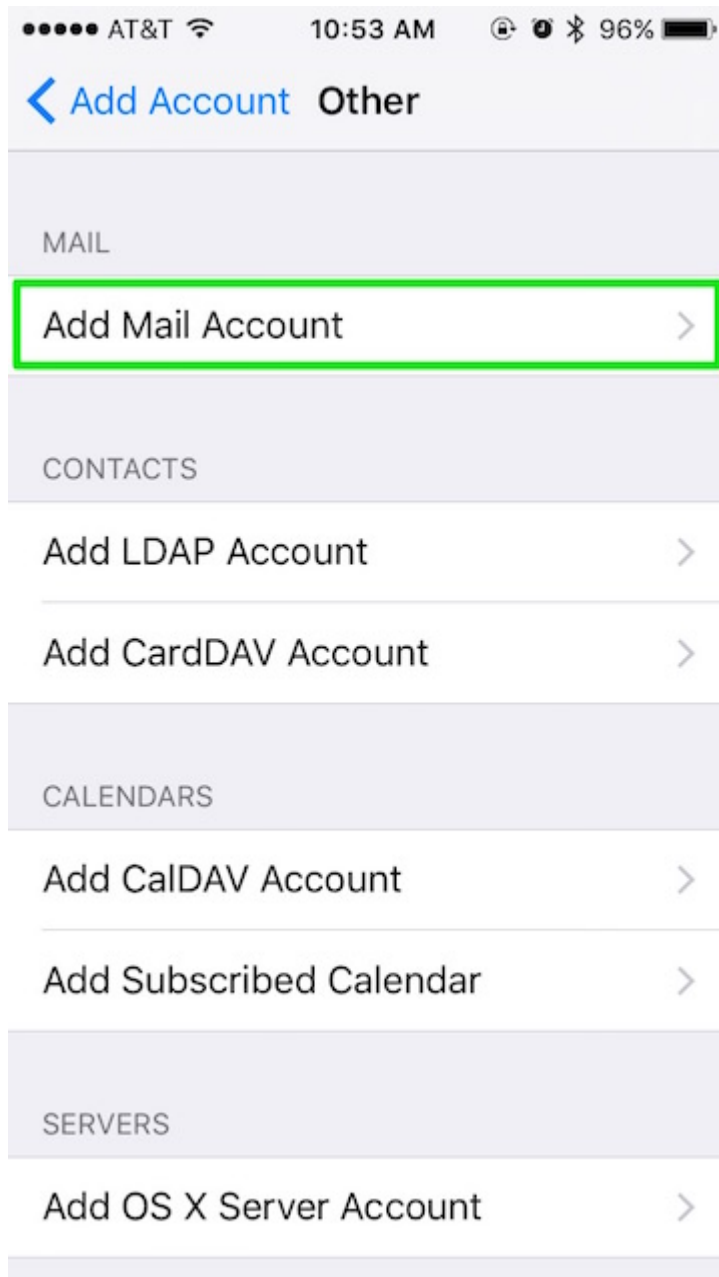 AT&T 10:53 AM 96%
Add Account Other
MAIL
Add Mail Account
CONTACTS
Add LDAP Account
Add CardDAV Account
CALENDARS
Add CalDAV Account
Add Subscribed Calendar
SERVERS
Add OS X Server Account